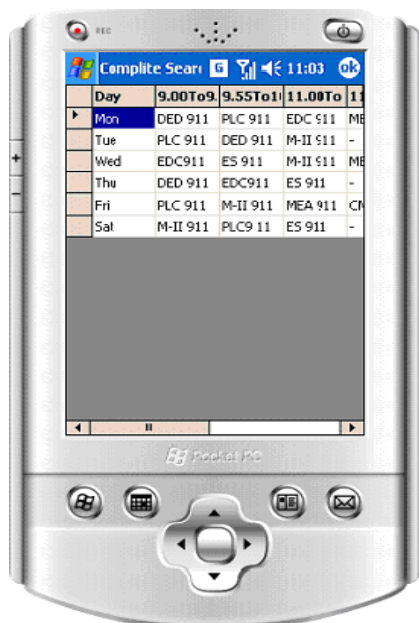 REC
Complite Sear G 11:03 ok
Day 9.00To9. 9.55To1 11.00To 11
Mon DED 911 PLC 911 EDC 911 ME
Tue PLC 911 DED 911 M-II 911 -
Wed EDC911 ES 911 M-II 911 ME
Thu DED 911 EDC911 ES 911 -
Fri PLC 911 M-II 911 MEA 911 CN
Sat M-II 911 PLC9 11 ES 911 -
Pocket PC